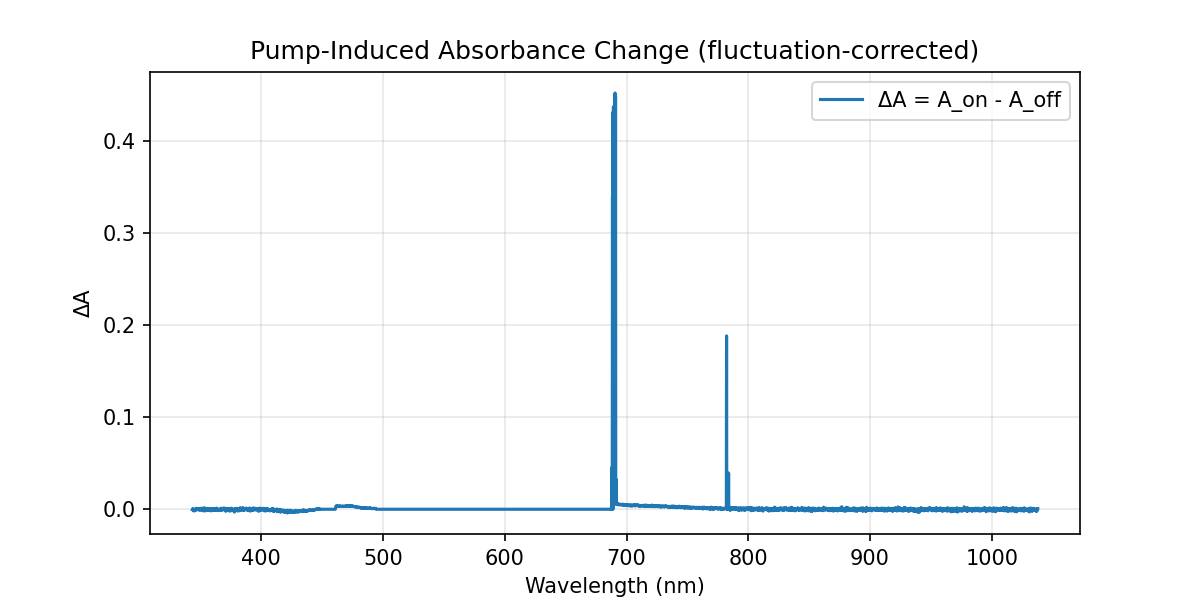 Pump-Induced Absorbance Change (fluctuation-corrected)
ΔA = A_on - A_off
0.4
0.3
0.2
0.1
0.0
ΔA
400 500 600 700 800 900 1000
Wavelength (nm)